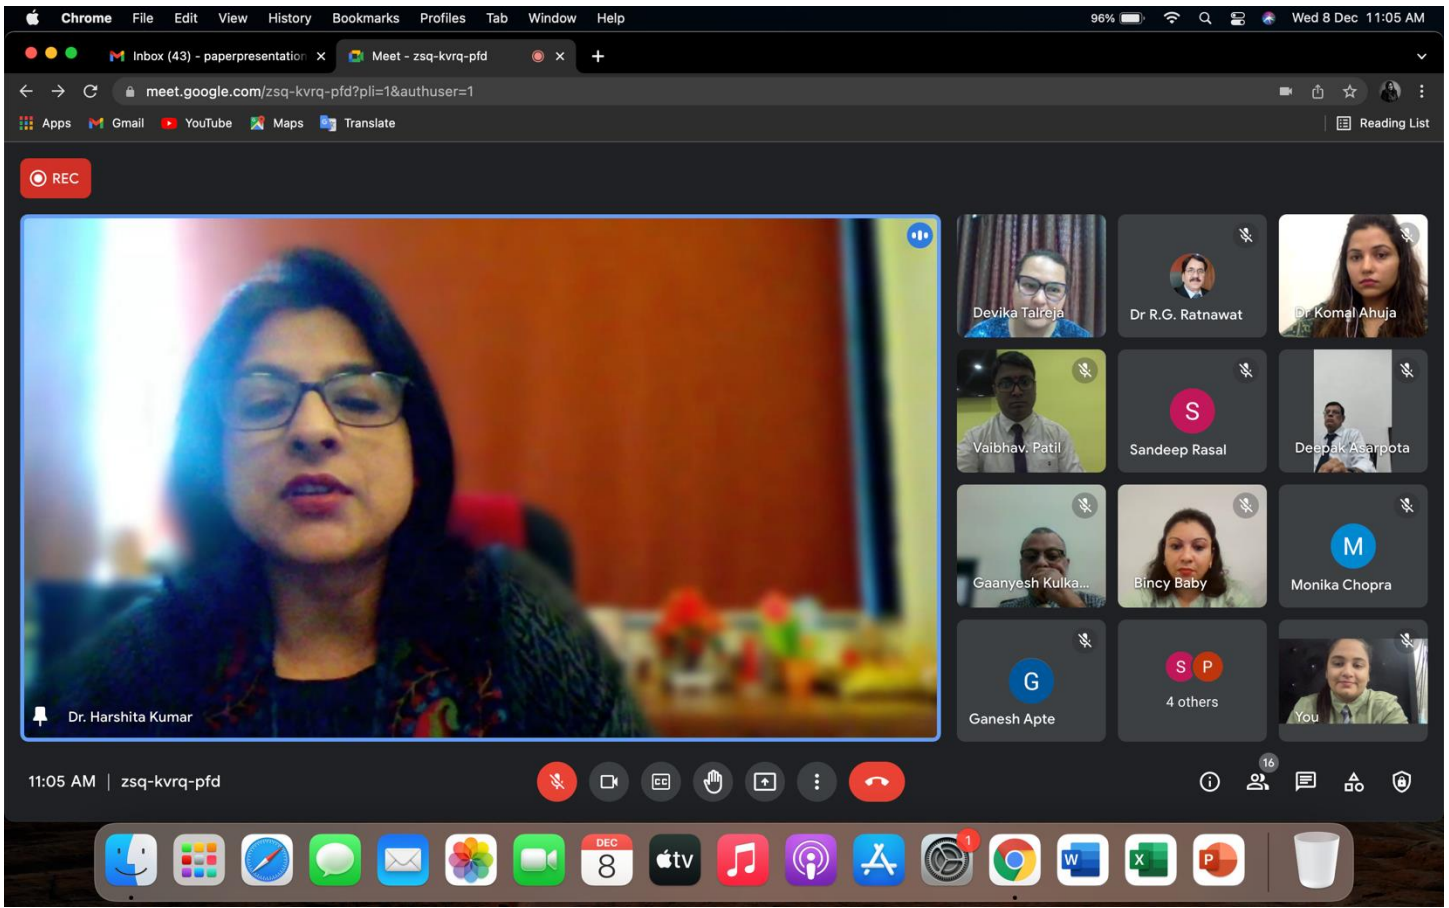 Chrome File Edit View History Bookmarks Profiles Tab Window Help 96% Wed 8 Dec 11:05 AM
Inbox (43) - paperpresentation Meet - zsq-kvrq-pfd
meet.google.com/zsq-kvrq-pfd?pli=1&authuser=1
Apps Gmail YouTube Maps Translate Reading List
REC
Devika Talreja Dr R.G. Ratnawat Dr Komal Ahuja
S
Vaibhav. Patil Sandeep Rasal Deepak Asarpota
M
Gaanyesh Kulka... Bincy Baby Monika Chopra
G S P
4 others
Dr. Harshita Kumar Ganesh Apte You
11:05 AM | zsq-kvrq-pfd CC 16
DEC
8 tv 1 W X P